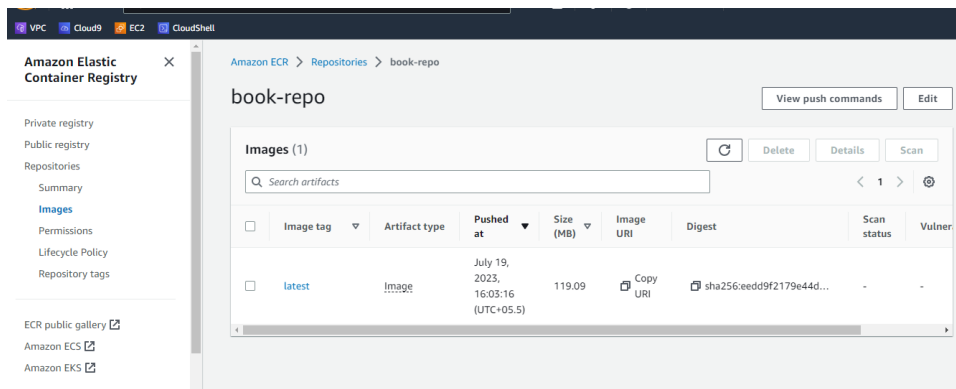 VPC Cloud9 EC2 CloudShell
Amazon Elastic
Container Registry
Private registry
Public registry
Repositories
Summary
Images
Permissions
Lifecycle Policy
Repository tags
ECR public gallery
Amazon ECS
Amazon EKS
Amazon ECR > Repositories > book-repo
book-repo
View push commands Edit
Images (1)
Delete Details Scan
Search artifacts
< 1 >
Image tag Artifact type Pushed at Size (MB) Image URI Digest Scan status Vulner
latest Image July 19, 2023, 16:03:16 (UTC+05.5) 119.09 Copy URI sha256:eedd9f2179e44d... - -